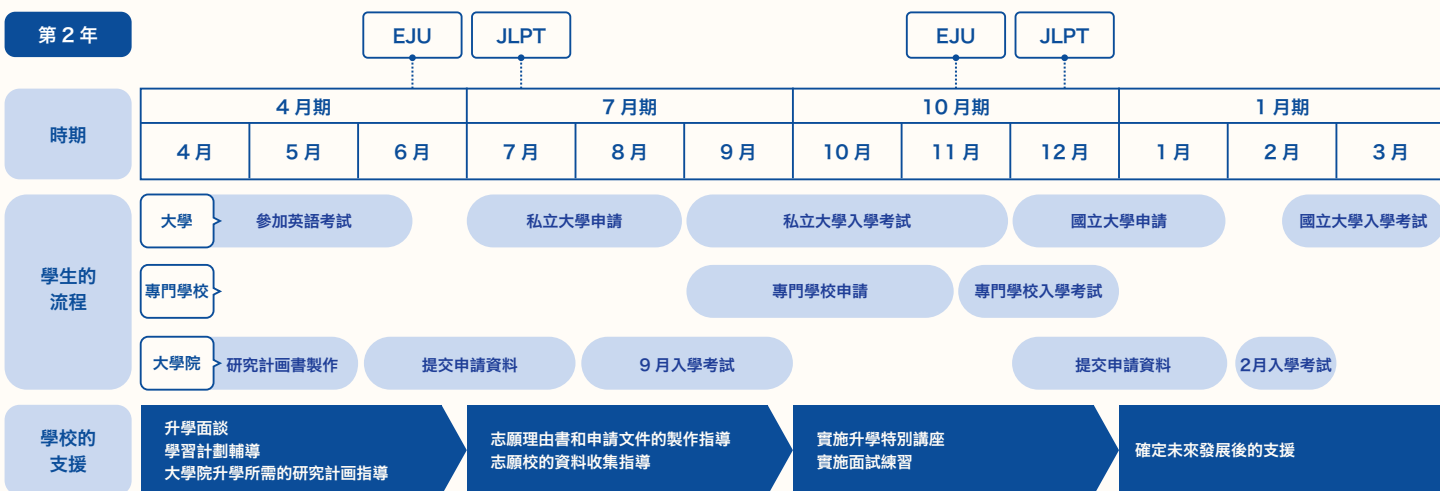 第2年
EJU
JLPT
EJU
JLPT
時期
4月期
7月期
10月期
1月期
4月
5月
6月
7月
8月
9月
10月
11月
12月
1月
2月
3月
學生的
流程
大學
參加英語考試
私立大學申請
私立大學入學考試
國立大學申請
國立大學入學考試
專門學校
專門學校申請
專門學校入學考試
大學院
研究計画書製作
提交申請資料
9月入學考試
提交申請資料
2月入學考試
學校的
支援
升學面談
學習計劃輔導
大學院升學所需的研究計画指導
志願理由書和申請文件的製作指導
志願校的資料收集指導
實施升學特別講座
實施面試練習
確定未來發展後的支援